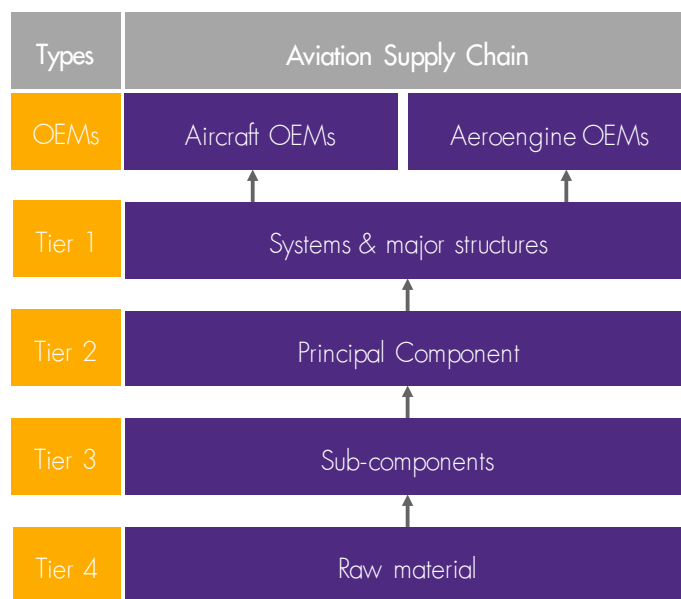 Types
Aviation Supply Chain
OEMs
Aircraft OEMs
Aeroengine OEMs
Tier 1
Systems & major structures
Tier 2
Principal Component
Tier 3
Sub-components
Tier 4
Raw material